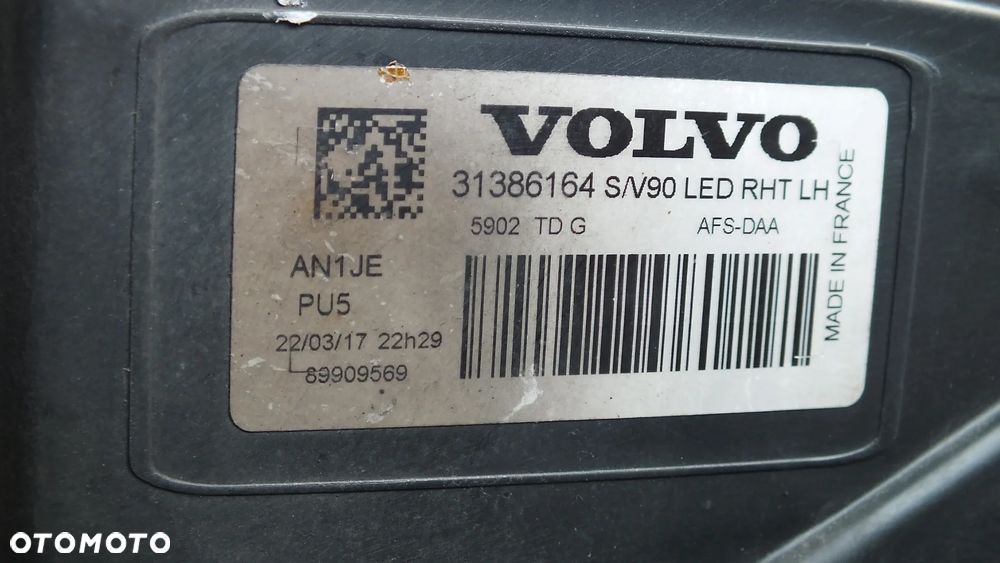 VOLVO
31386164 S/V90 LED RHT LH
5902 TD G AFS-DAA
MADE IN FRANCE
AN1JE
PU5
22/03/17 22h29
89909569
OTOMOTO